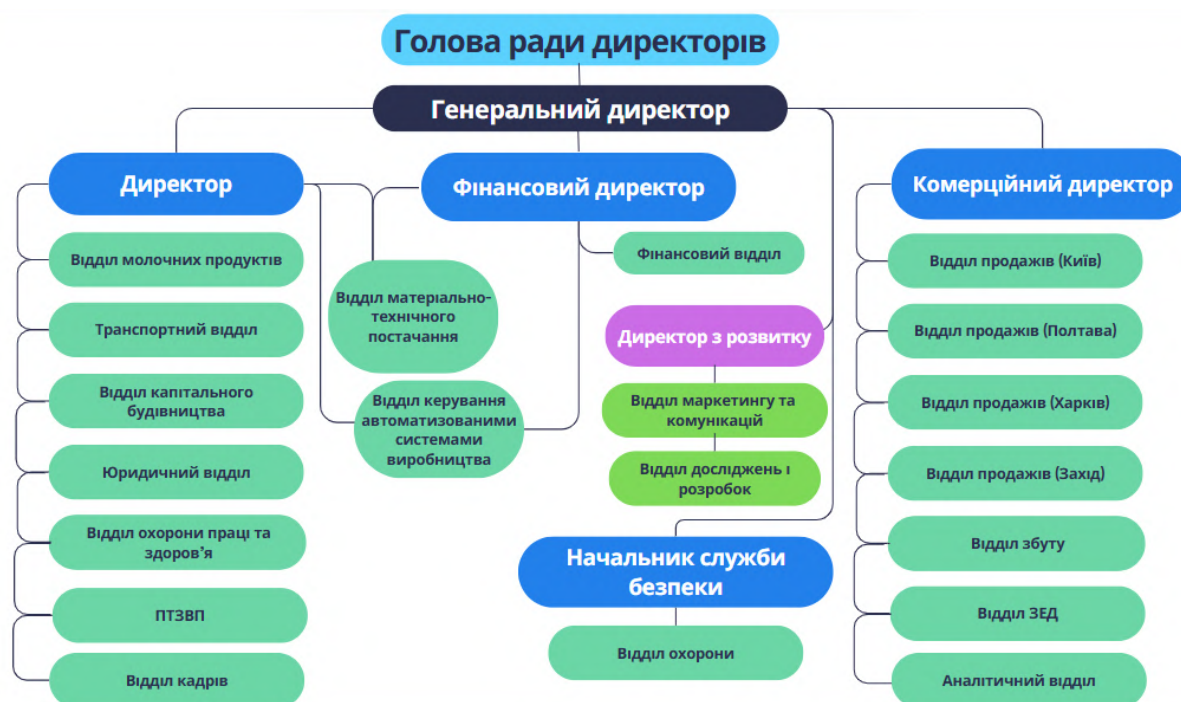 Голова ради директорів
Генеральний директор
Директор
Фінансовий директор
Комерційний директор
Відділ молочних продуктів
Транспортний відділ
Відділ капітального
будівництва
Юридичний відділ
Відділ охорони праці та
здоров’я
ПТЗВП
Відділ кадрів
Відділ матеріально-
технічного
постачання
Відділ керування
автоматизованими
системами
виробництва
Фінансовий відділ
Директор з розвитку
Відділ маркетингу та
комунікацій
Відділ досліджень і
розробок
Начальник служби
безпеки
Відділ охорони
Відділ продажів (Київ)
Відділ продажів (Полтава)
Відділ продажів (Харків)
Відділ продажів (Захід)
Відділ збуту
Відділ ЗЕД
Аналітичний відділ